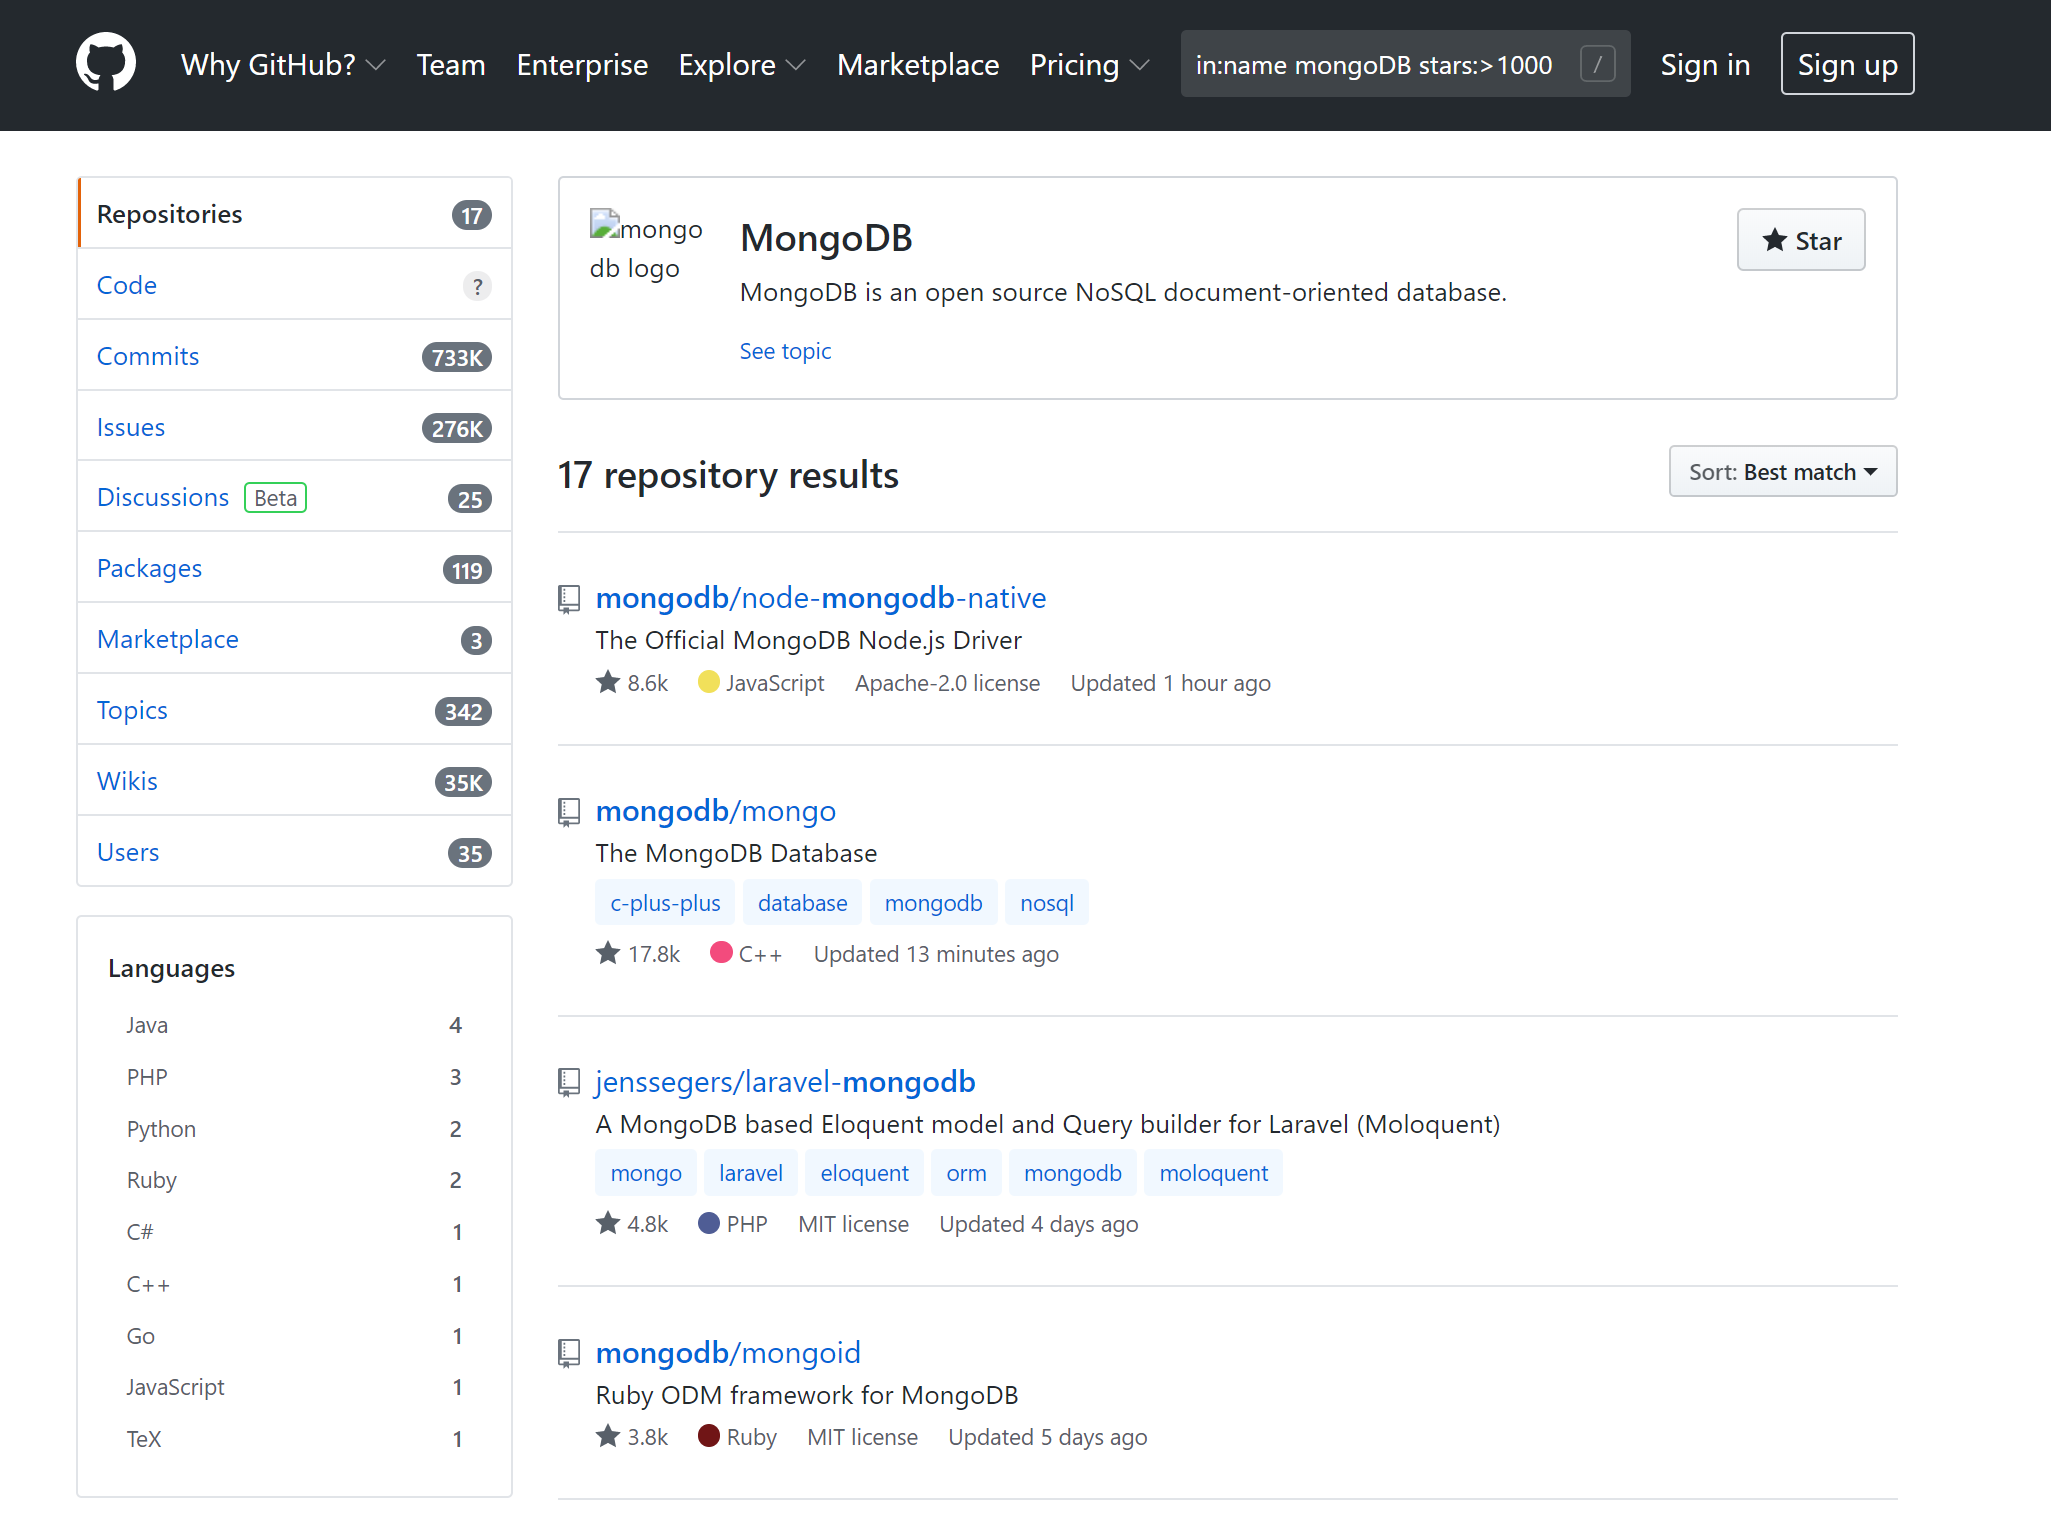 Why GitHub? Team Enterprise Explore Marketplace Pricing in:name mongoDB stars:>1000 / Sign in Sign up
Repositories 17
Code ?
Commits 733K
Issues 276K
Discussions Beta 25
Packages 119
Marketplace 3
Topics 342
Wikis 35K
Users 35
Languages
Java 4
PHP 3
Python 2
Ruby 2
C# 1
C++ 1
Go 1
JavaScript 1
TeX 1
mongo
db logo
MongoDB
Star
MongoDB is an open source NoSQL document-oriented database.
See topic
17 repository results
Sort: Best match
mongodb/node-mongodb-native
The Official MongoDB Node.js Driver
8.6k JavaScript Apache-2.0 license Updated 1 hour ago
mongodb/mongo
The MongoDB Database
c-plus-plus database mongodb nosql
17.8k C++ Updated 13 minutes ago
jenssegers/laravel-mongodb
A MongoDB based Eloquent model and Query builder for Laravel (Moloquent)
mongo laravel eloquent orm mongodb moloquent
4.8k PHP MIT license Updated 4 days ago
mongodb/mongoid
Ruby ODM framework for MongoDB
3.8k Ruby MIT license Updated 5 days ago